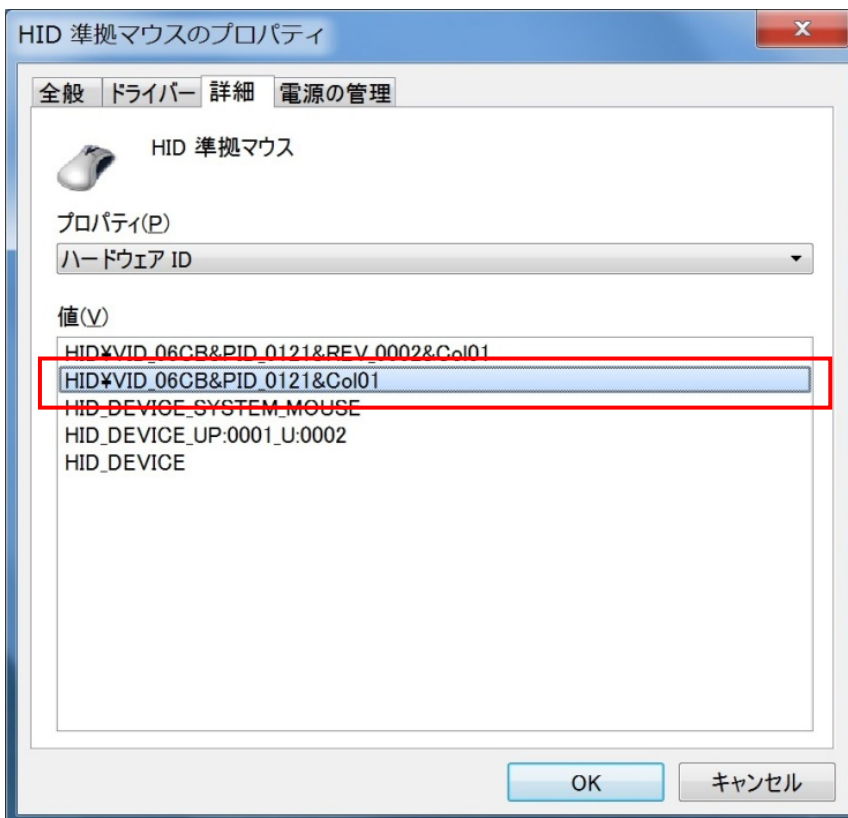 HID 準拠マウスのプロパティ
x
全般 ドライバー 詳細 電源の管理
HID 準拠マウス
プロパティ(P)
ハードウェア ID
値(V)
HID¥VID_06CB&PID_0121&REV_0002&Col01
HID¥VID_06CB&PID_0121&Col01
HID_DEVICE_SYSTEM_MOUSE
HID_DEVICE_UP:0001_U:0002
HID_DEVICE
OK キャンセル